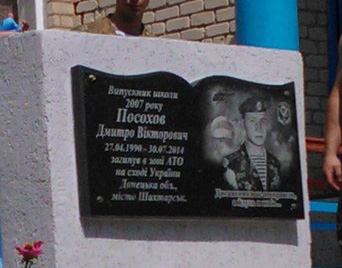 Випускник школи
2007 року
Посохов
Дмитро Вікторович
27.04.1990 - 30.07.2014
загинув в зоні АТО
на сході України
Донецька обл.,
місто Шахтарськ.